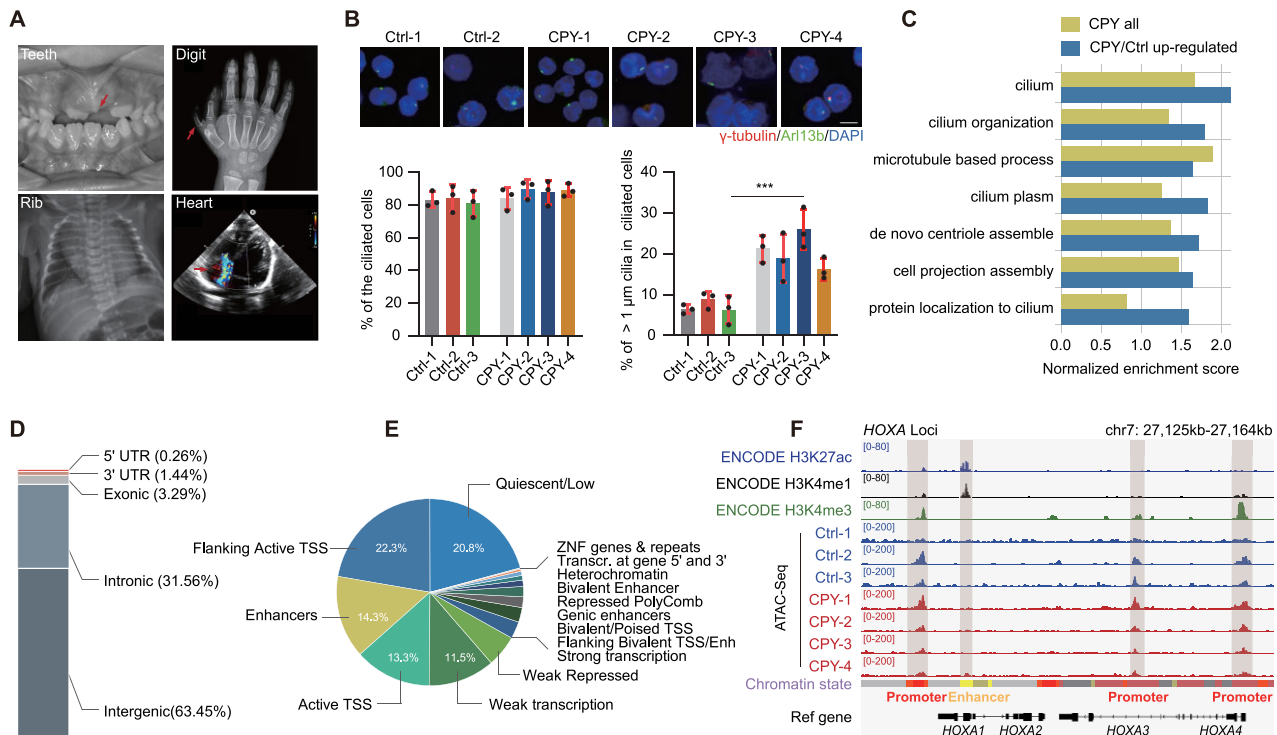 A
Teeth
Digit
Rib
Heart
B
Ctrl-1
Ctrl-2
CPY-1
CPY-2
CPY-3
CPY-4
γ-tubulin/Arl13b/DAPI
% of the ciliated cells
100
80
60
40
20
0
Ctrl-1
Ctrl-2
Ctrl-3
CPY-1
CPY-2
CPY-3
CPY-4
% of > 1 μm cilia in ciliated cells
40
30
20
10
0
***
Ctrl-1
Ctrl-2
Ctrl-3
CPY-1
CPY-2
CPY-3
CPY-4
C
CPY all
CPY/Ctrl up-regulated
cilium
cilium organization
microtubule based process
cilium plasm
de novo centriole assemble
cell projection assembly
protein localization to cilium
0.0 0.5 1.0 1.5 2.0
Normalized enrichment score
D
5' UTR (0.26%)
3' UTR (1.44%)
Exonic (3.29%)
Intronic (31.56%)
Intergenic(63.45%)
E
Quiescent/Low
20.8%
Flanking Active TSS
22.3%
Enhancers
14.3%
13.3%
Active TSS
11.5%
Weak transcription
Weak Repressed
ZNF genes & repeats
Transcr. at gene 5' and 3'
Heterochromatin
Bivalent Enhancer
Repressed PolyComb
Genic enhancers
Bivalent/Poised TSS
Flanking Bivalent TSS/Enh
Strong transcription
F
HOXA Loci
chr7: 27,125kb-27,164kb
ENCODE H3K27ac [0-80]
ENCODE H3K4me1 [0-80]
ENCODE H3K4me3 [0-80]
ATAC-Seq
Ctrl-1 [0-200]
Ctrl-2 [0-200]
Ctrl-3 [0-200]
CPY-1 [0-200]
CPY-2 [0-200]
CPY-3 [0-200]
CPY-4 [0-200]
Chromatin state
Promoter Enhancer Promoter Promoter
Ref gene
HOXA1 HOXA2 HOXA3 HOXA4